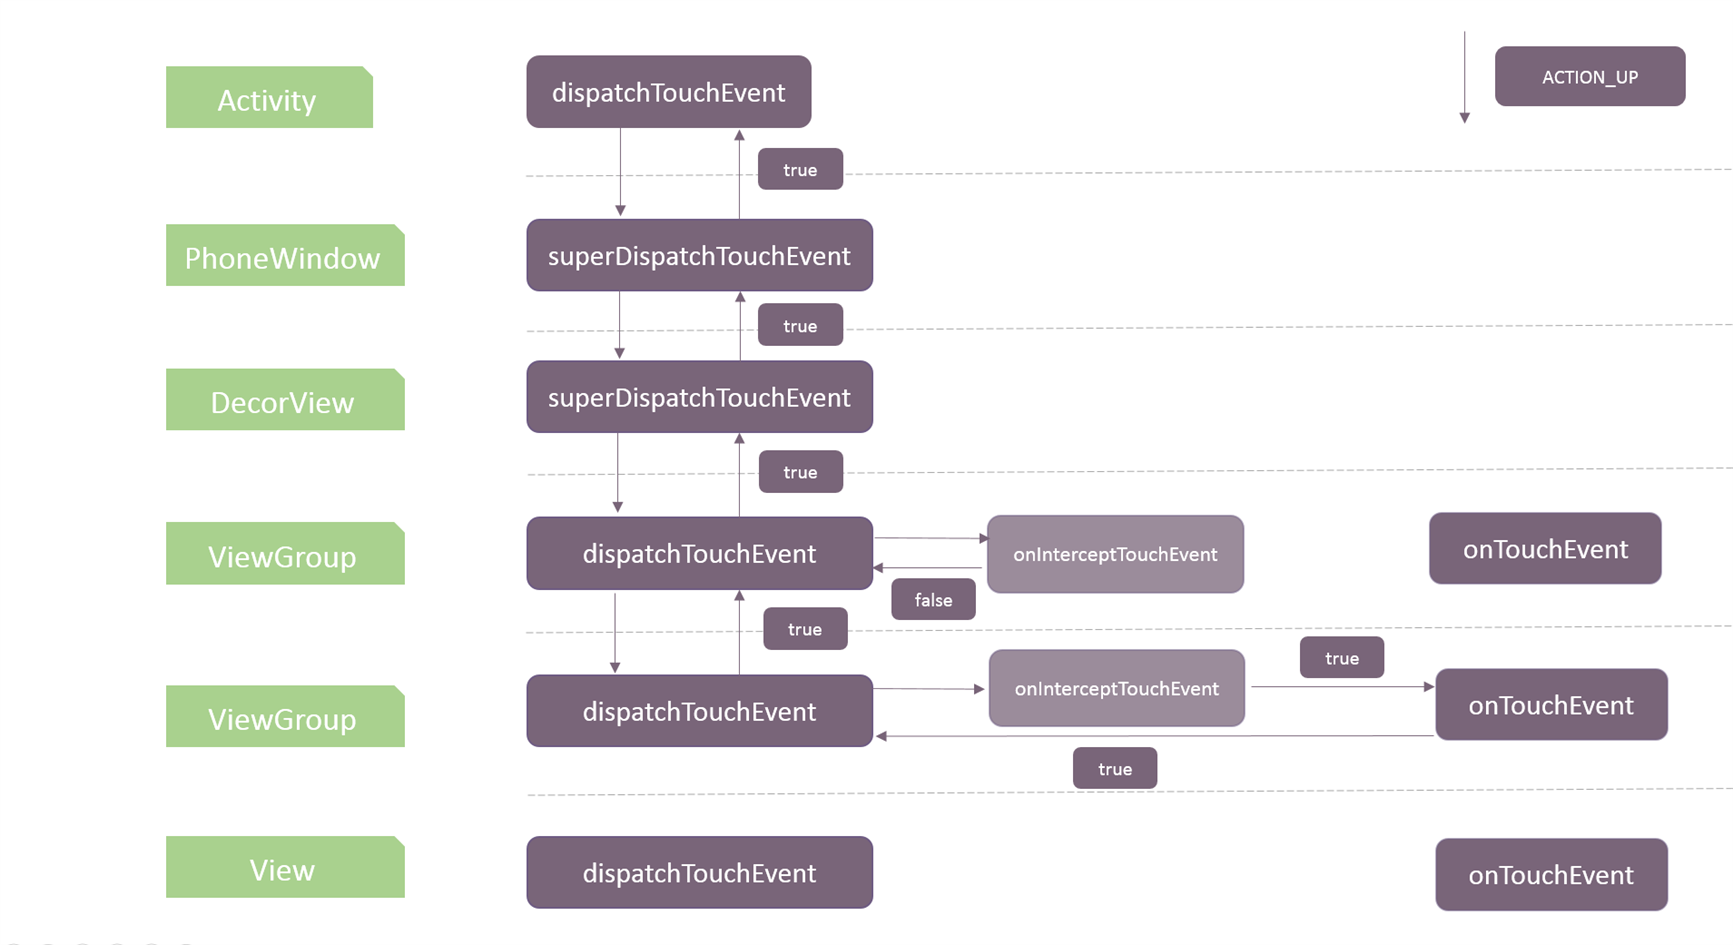 Activity
dispatchTouchEvent
ACTION_UP
true
PhoneWindow
superDispatchTouchEvent
true
DecorView
superDispatchTouchEvent
true
ViewGroup
dispatchTouchEvent
onInterceptTouchEvent
onTouchEvent
false
true
ViewGroup
dispatchTouchEvent
onInterceptTouchEvent
true
onTouchEvent
true
View
dispatchTouchEvent
onTouchEvent